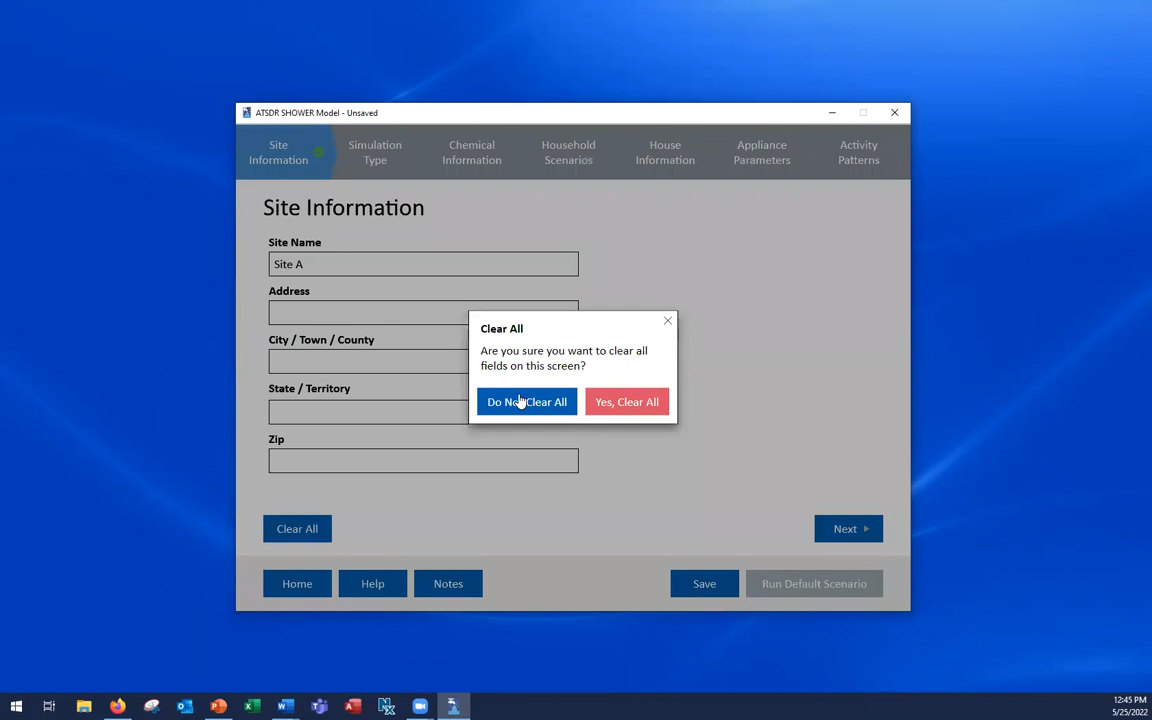 ATSDR SHOWER Model - Unsaved
Site Information
Simulation Type
Chemical Information
Household Scenarios
House Information
Appliance Parameters
Activity Patterns
Site Information
Site Name
Site A
Address
City / Town / County
State / Territory
Zip
Clear All
Are you sure you want to clear all
fields on this screen?
Do Not Clear All
Yes, Clear All
Clear All
Next
Home
Help
Notes
Save
Run Default Scenario
12:45 PM
5/25/2022